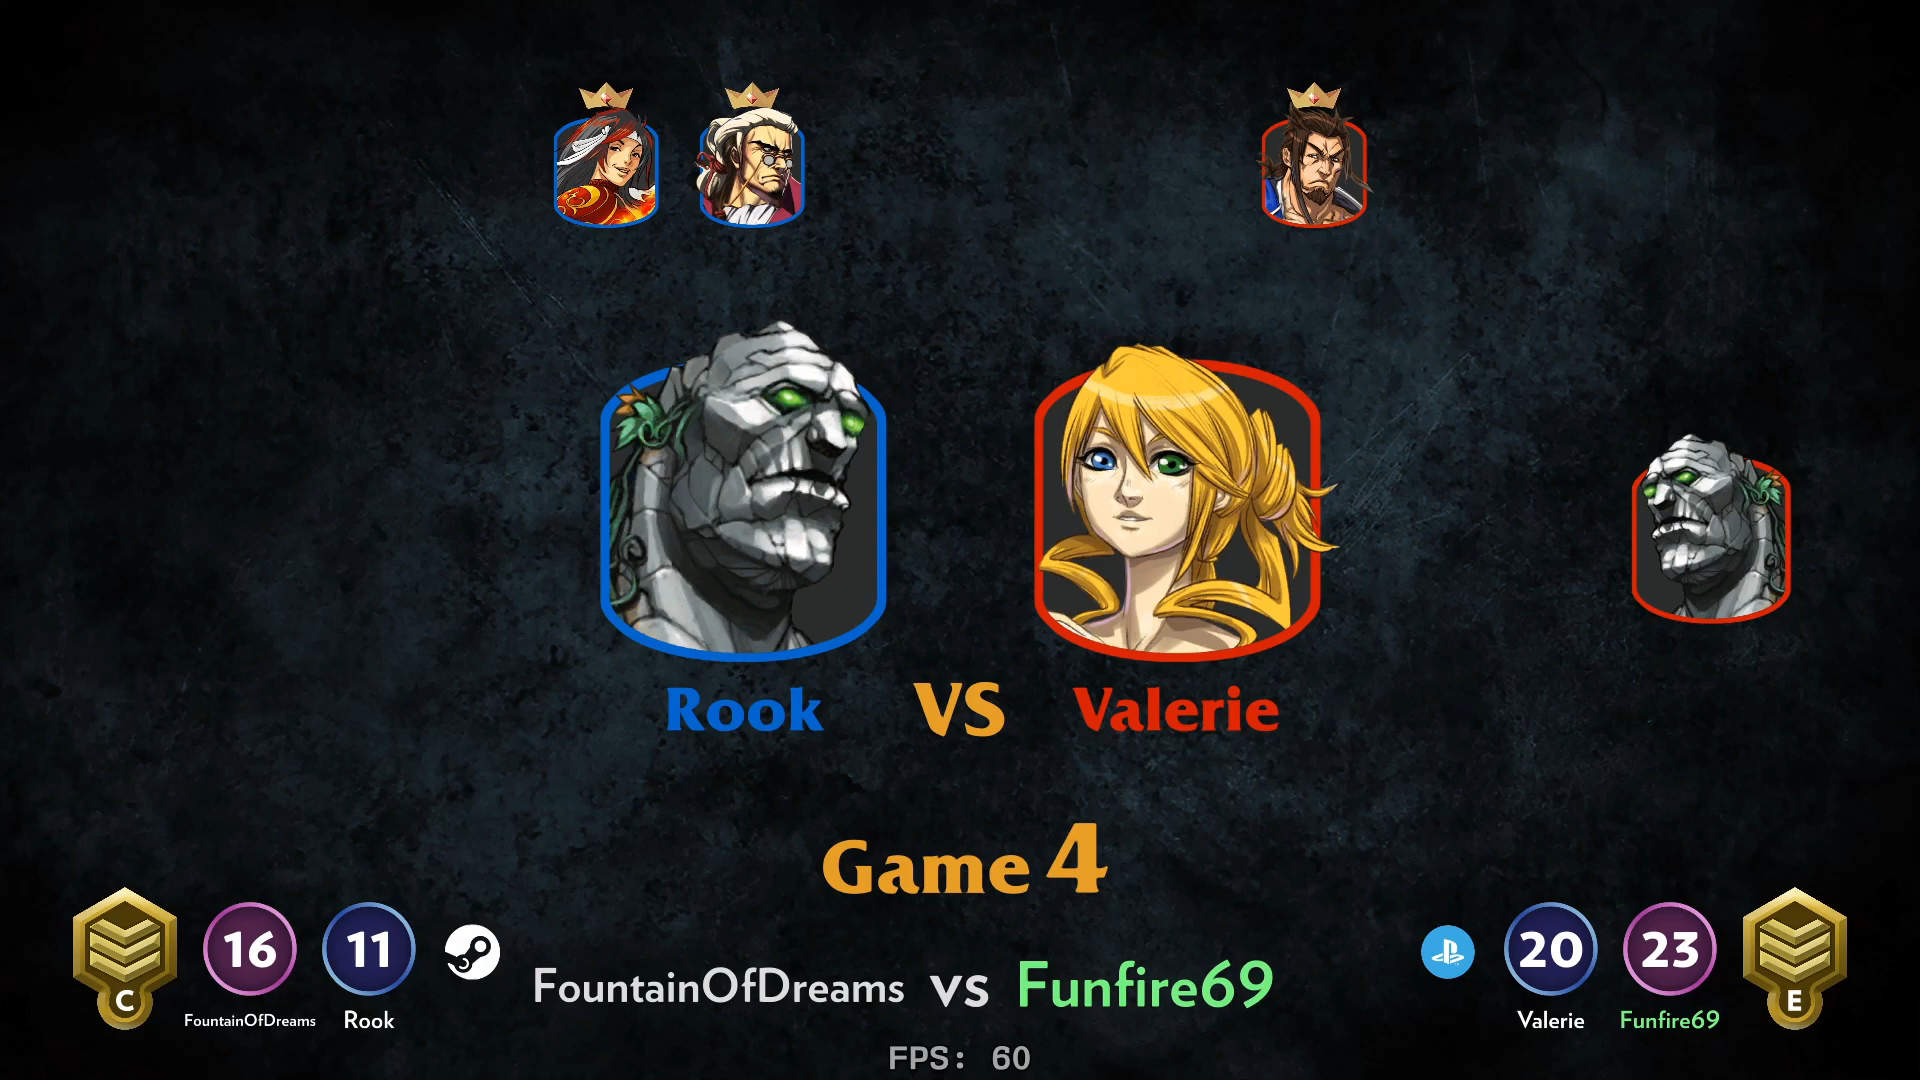 Rook VS Valerie
Game 4
C 16 11 FountainOfDreams vs Funfire69 20 23 E
FountainOfDreams Rook Valerie Funfire69
FPS: 60